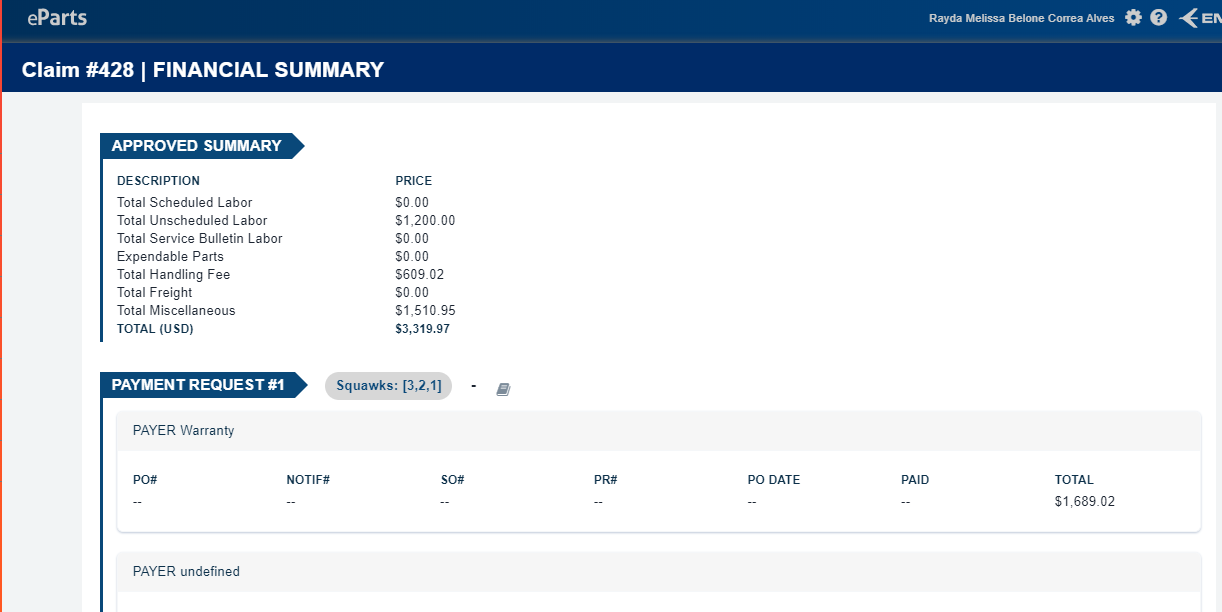 eParts
Rayda Melissa Belone Correa Alves
Claim #428 | FINANCIAL SUMMARY
APPROVED SUMMARY
DESCRIPTION PRICE
Total Scheduled Labor $0.00
Total Unscheduled Labor $1,200.00
Total Service Bulletin Labor $0.00
Expendable Parts $0.00
Total Handling Fee $609.02
Total Freight $0.00
Total Miscellaneous $1,510.95
TOTAL (USD) $3,319.97
PAYMENT REQUEST #1 Squawks: [3,2,1] -
PAYER Warranty
PO# NOTIF# SO# PR# PO DATE PAID TOTAL
-- -- -- -- -- -- $1,689.02
PAYER undefined